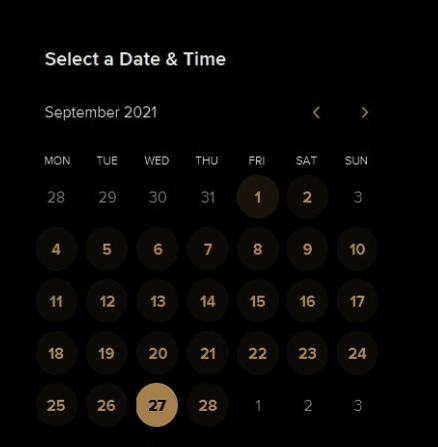 Select a Date & Time
September 2021
MON TUE WED THU FRI SAT SUN
28 29 30 31 1 2 3
4 5 6 7 8 9 10
11 12 13 14 15 16 17
18 19 20 21 22 23 24
25 26 27 28 1 2 3